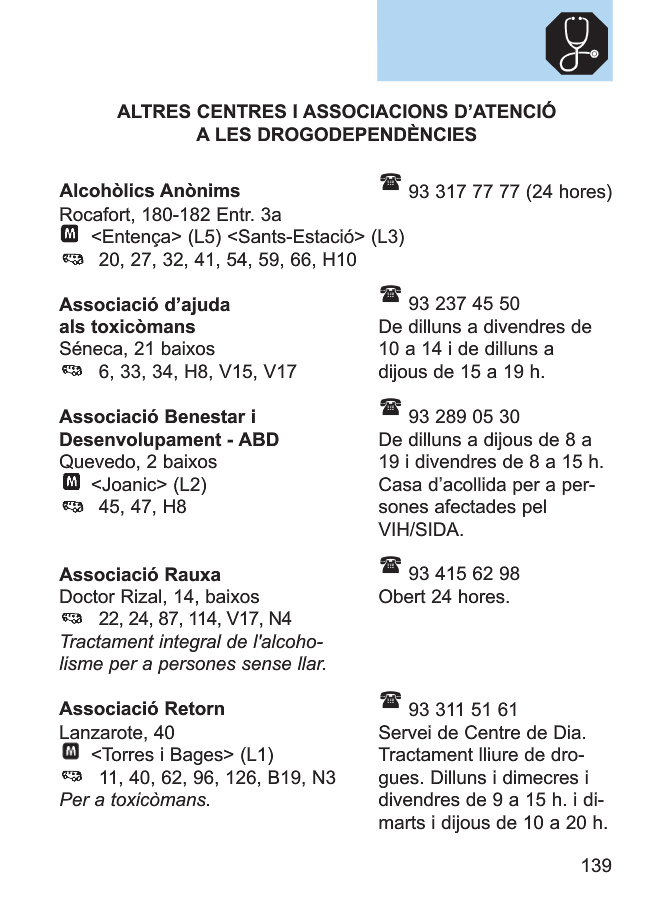 ALTRES CENTRES I ASSOCIACIONS D'ATENCIÓ
A LES DROGODEPENDÈNCIES
Alcohòlics Anònims
93 317 77 77 (24 hores)
Rocafort, 180-182 Entr. 3a
M <Entença> (L5) <Sants-Estació> (L3)
20, 27, 32, 41, 54, 59, 66, H10
Associació d'ajuda
als toxicòmans
Séneca, 21 baixos
6, 33, 34, H8, V15, V17
93 237 45 50
De dilluns a divendres de
10 a 14 i de dilluns a
dijous de 15 a 19 h.
Associació Benestar i
Desenvolupament - ABD
Quevedo, 2 baixos
M <Joanic> (L2)
45, 47, H8
93 289 05 30
De dilluns a dijous de 8 a
19 i divendres de 8 a 15 h.
Casa d'acollida per a per-
sones afectades pel
VIH/SIDA.
Associació Rauxa
Doctor Rizal, 14, baixos
22, 24, 87, 114, V17, N4
Tractament integral de l'alcoho-
lisme per a persones sense llar.
93 415 62 98
Obert 24 hores.
Associació Retorn
Lanzarote, 40
M <Torres i Bages> (L1)
11, 40, 62, 96, 126, B19, N3
Per a toxicòmans.
93 311 51 61
Servei de Centre de Dia.
Tractament lliure de dro-
gues. Dilluns i dimecres i
divendres de 9 a 15 h. i di-
marts i dijous de 10 a 20 h.
139